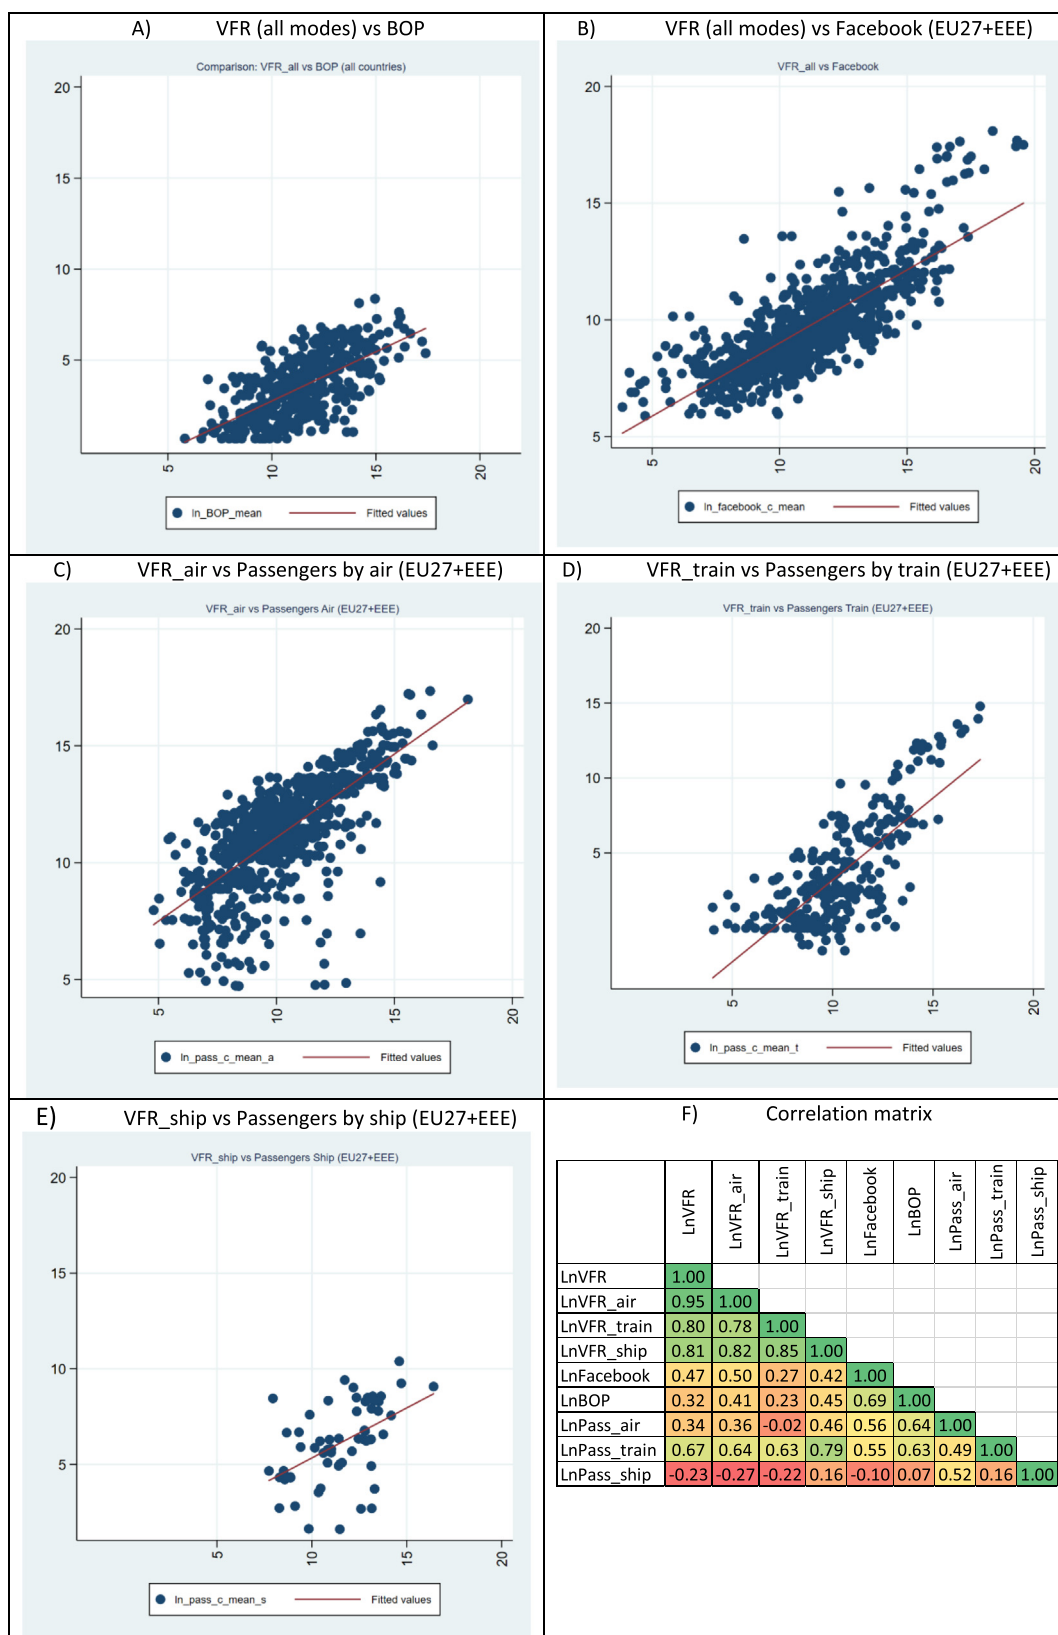 A) VFR (all modes) vs BOP
Comparison: VFR_all vs BOP (all countries)
20
15
10
5
5 10 15 20
ln_BOP_mean Fitted values
B) VFR (all modes) vs Facebook (EU27+EEE)
VFR_all vs Facebook
20
15
10
5
5 10 15 20
ln_facebook_c_mean Fitted values
C) VFR_air vs Passengers by air (EU27+EEE)
VFR_air vs Passengers Air (EU27+EEE)
20
15
10
5
5 10 15 20
ln_pass_c_mean_a Fitted values
D) VFR_train vs Passengers by train (EU27+EEE)
VFR_train vs Passengers Train (EU27+EEE)
20
15
10
5
5 10 15 20
ln_pass_c_mean_t Fitted values
E) VFR_ship vs Passengers by ship (EU27+EEE)
VFR_ship vs Passengers Ship (EU27+EEE)
20
15
10
5
5 10 15 20
ln_pass_c_mean_s Fitted values
F) Correlation matrix
LnVFR LnVFR_air LnVFR_train LnVFR_ship LnFacebook LnBOP LnPass_air LnPass_train LnPass_ship
LnVFR 1.00
LnVFR_air 0.95 1.00
LnVFR_train 0.80 0.78 1.00
LnVFR_ship 0.81 0.82 0.85 1.00
LnFacebook 0.47 0.50 0.27 0.42 1.00
LnBOP 0.32 0.41 0.23 0.45 0.69 1.00
LnPass_air 0.34 0.36 -0.02 0.46 0.56 0.64 1.00
LnPass_train 0.67 0.64 0.63 0.79 0.55 0.63 0.49 1.00
LnPass_ship -0.23 -0.27 -0.22 0.16 -0.10 0.07 0.52 0.16 1.00